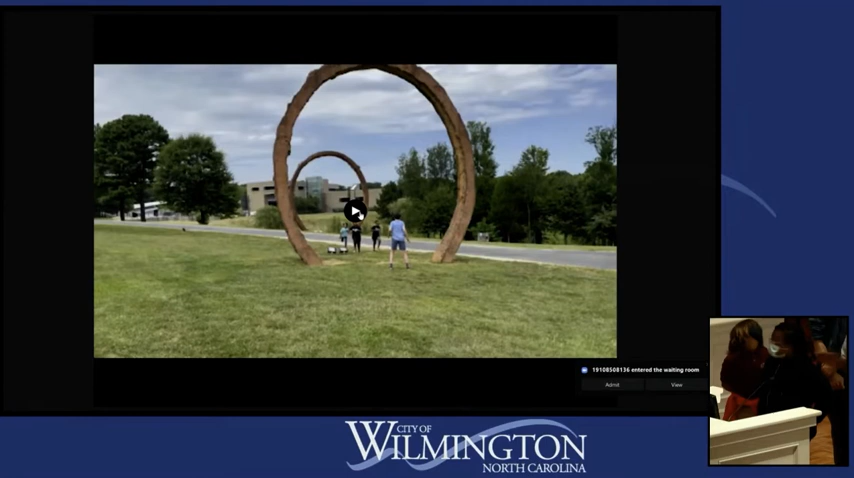 19108508136 entered the waiting room
Admit
View
CITY OF
WILMINGTON
NORTH CAROLINA